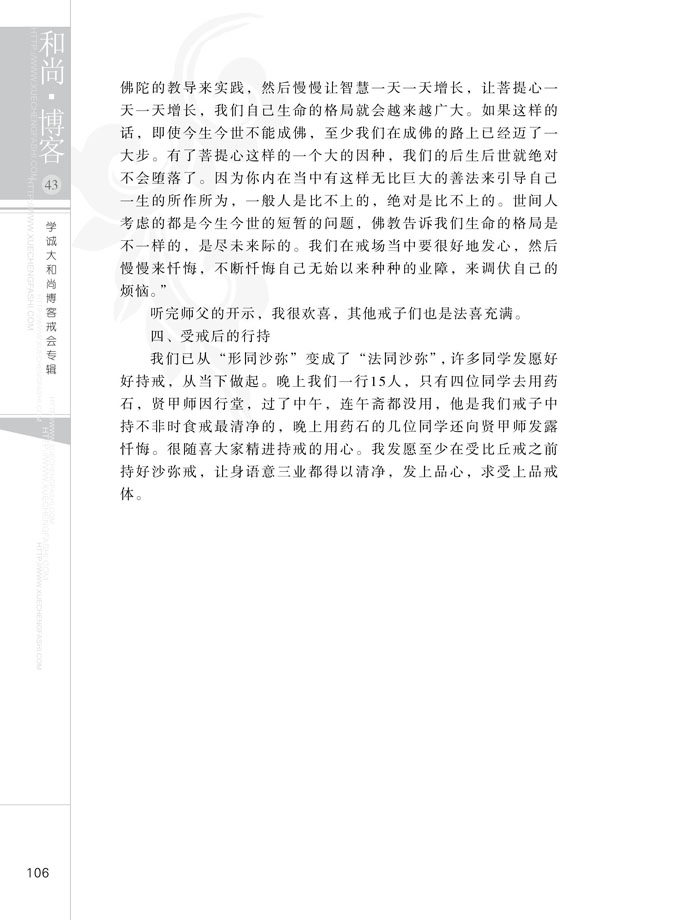 和尚·博客
43
学诚大和尚博客戒会专辑
佛陀的教导来实践，然后慢慢让智慧一天一天增长，让菩提心一
天一天增长，我们自己生命的格局就会越来越广大。如果这样的
话，即使今生今世不能成佛，至少我们在成佛的路上已经迈了一
大步。有了菩提心这样的一个大的因种，我们的后生后世就绝对
不会堕落了。因为你内在当中有这样无比巨大的善法来引导自己
一生的所作所为，一般人是比不上的，绝对是比不上的。世间人
考虑的都是今生今世的短暂的问题，佛教告诉我们生命的格局是
不一样的，是尽未来际的。我们在戒场当中要很好地发心，然后
慢慢来忏悔，不断忏悔自己无始以来种种的业障，来调伏自己的
烦恼。”
听完师父的开示，我很欢喜，其他戒子们也是法喜充满。
四、受戒后的行持
我们已从“形同沙弥”变成了“法同沙弥”，许多同学发愿好
好持戒，从当下做起。晚上我们一行15人，只有四位同学去用药
石，贤甲师因行堂，过了中午，连午斋都没用，他是我们戒子中
持不非时食戒最清净的，晚上用药石的几位同学还向贤甲师发露
忏悔。很随喜大家精进持戒的用心。我发愿至少在受比丘戒之前
持好沙弥戒，让身语意三业都得以清净，发上品心，求受上品戒
体。
106